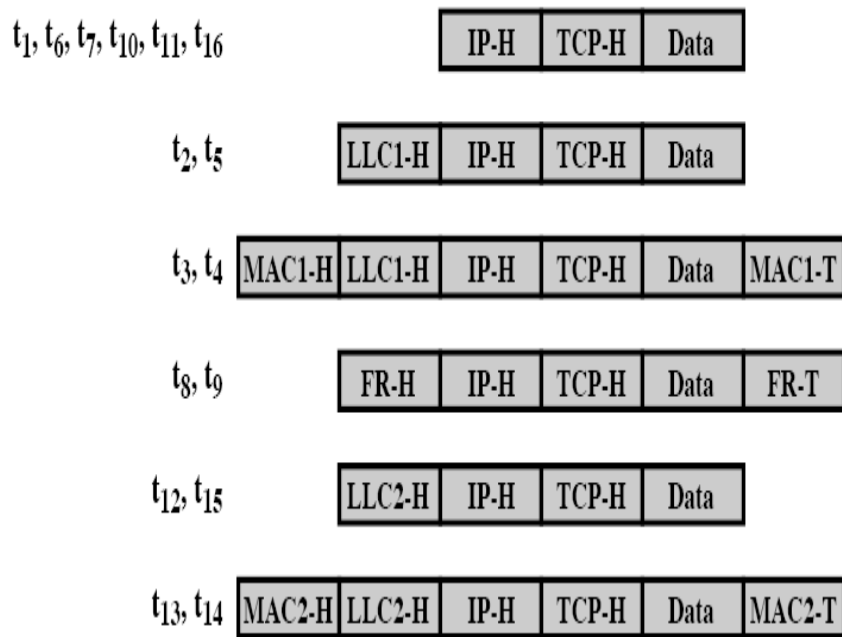 t1, t6, t7, t10, t11, t16 IP-H TCP-H Data
t2, t5 LLC1-H IP-H TCP-H Data
t3, t4 MAC1-H LLC1-H IP-H TCP-H Data MAC1-T
t8, t9 FR-H IP-H TCP-H Data FR-T
t12, t15 LLC2-H IP-H TCP-H Data
t13, t14 MAC2-H LLC2-H IP-H TCP-H Data MAC2-T